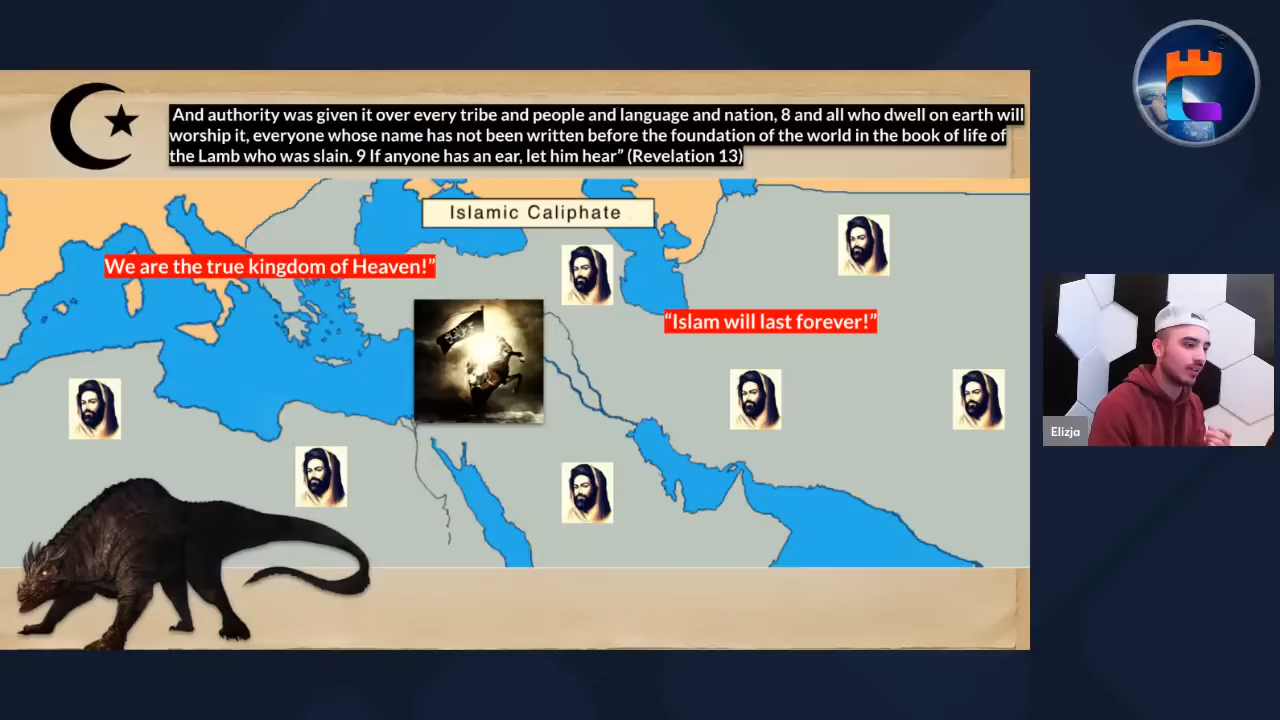 And authority was given it over every tribe and people and language and nation, 8 and all who dwell on earth will
worship it, everyone whose name has not been written before the foundation of the world in the book of life of
the Lamb who was slain. 9 If anyone has an ear, let him hear” (Revelation 13)
Islamic Caliphate
We are the true kingdom of Heaven!”
“Islam will last forever!”
Elizja